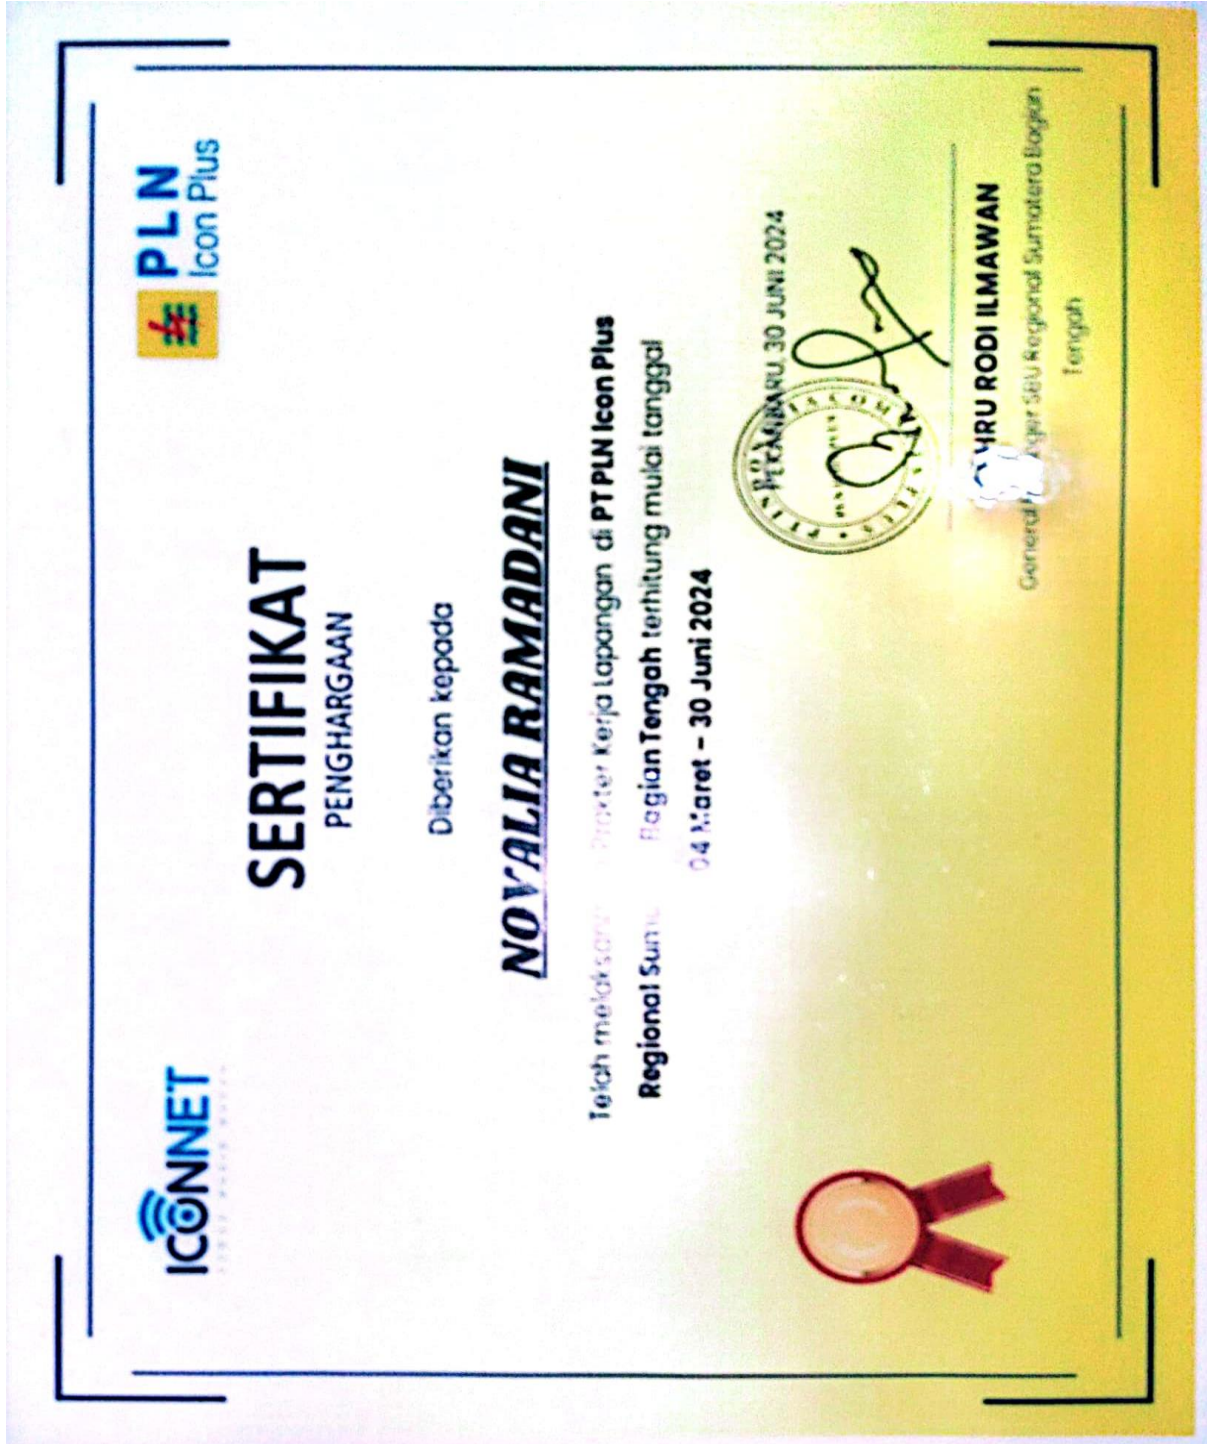 ICONNET
PLN
Icon Plus
SERTIFIKAT
PENGHARGAAN
Diberikan kepada
NOVALIA RAMADANI
Telah Kerja Lapangan di PT PLN Icon Plus
Regional Bagian Tengah terhitung mulai tanggal
04 Maret – 30 Juni 2024
PEKANBARU, 30 JUNI 2024
RODI ILMAWAN
General SBU Regional Sumatera Bagian
Tengah